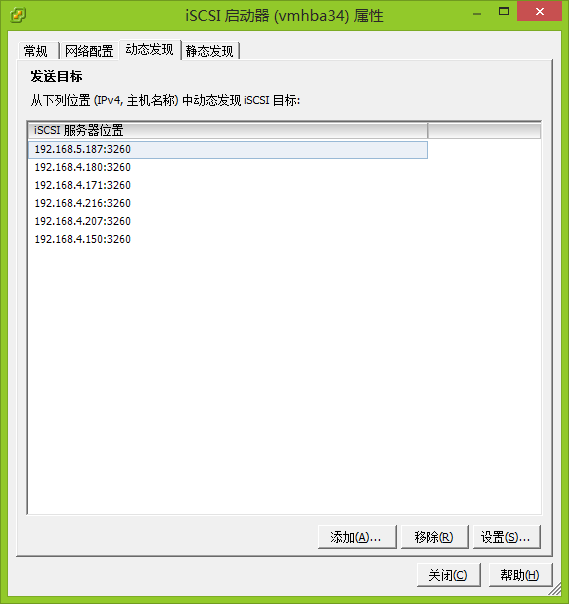 iSCSI 启动器 (vmhba34) 属性
常规 网络配置 动态发现 静态发现
发送目标
从下列位置 (IPv4, 主机名称) 中动态发现 iSCSI 目标:
iSCSI 服务器位置
192.168.5.187:3260
192.168.4.180:3260
192.168.4.171:3260
192.168.4.216:3260
192.168.4.207:3260
192.168.4.150:3260
添加(A)... 移除(R) 设置(S)...
关闭(C) 帮助(H)